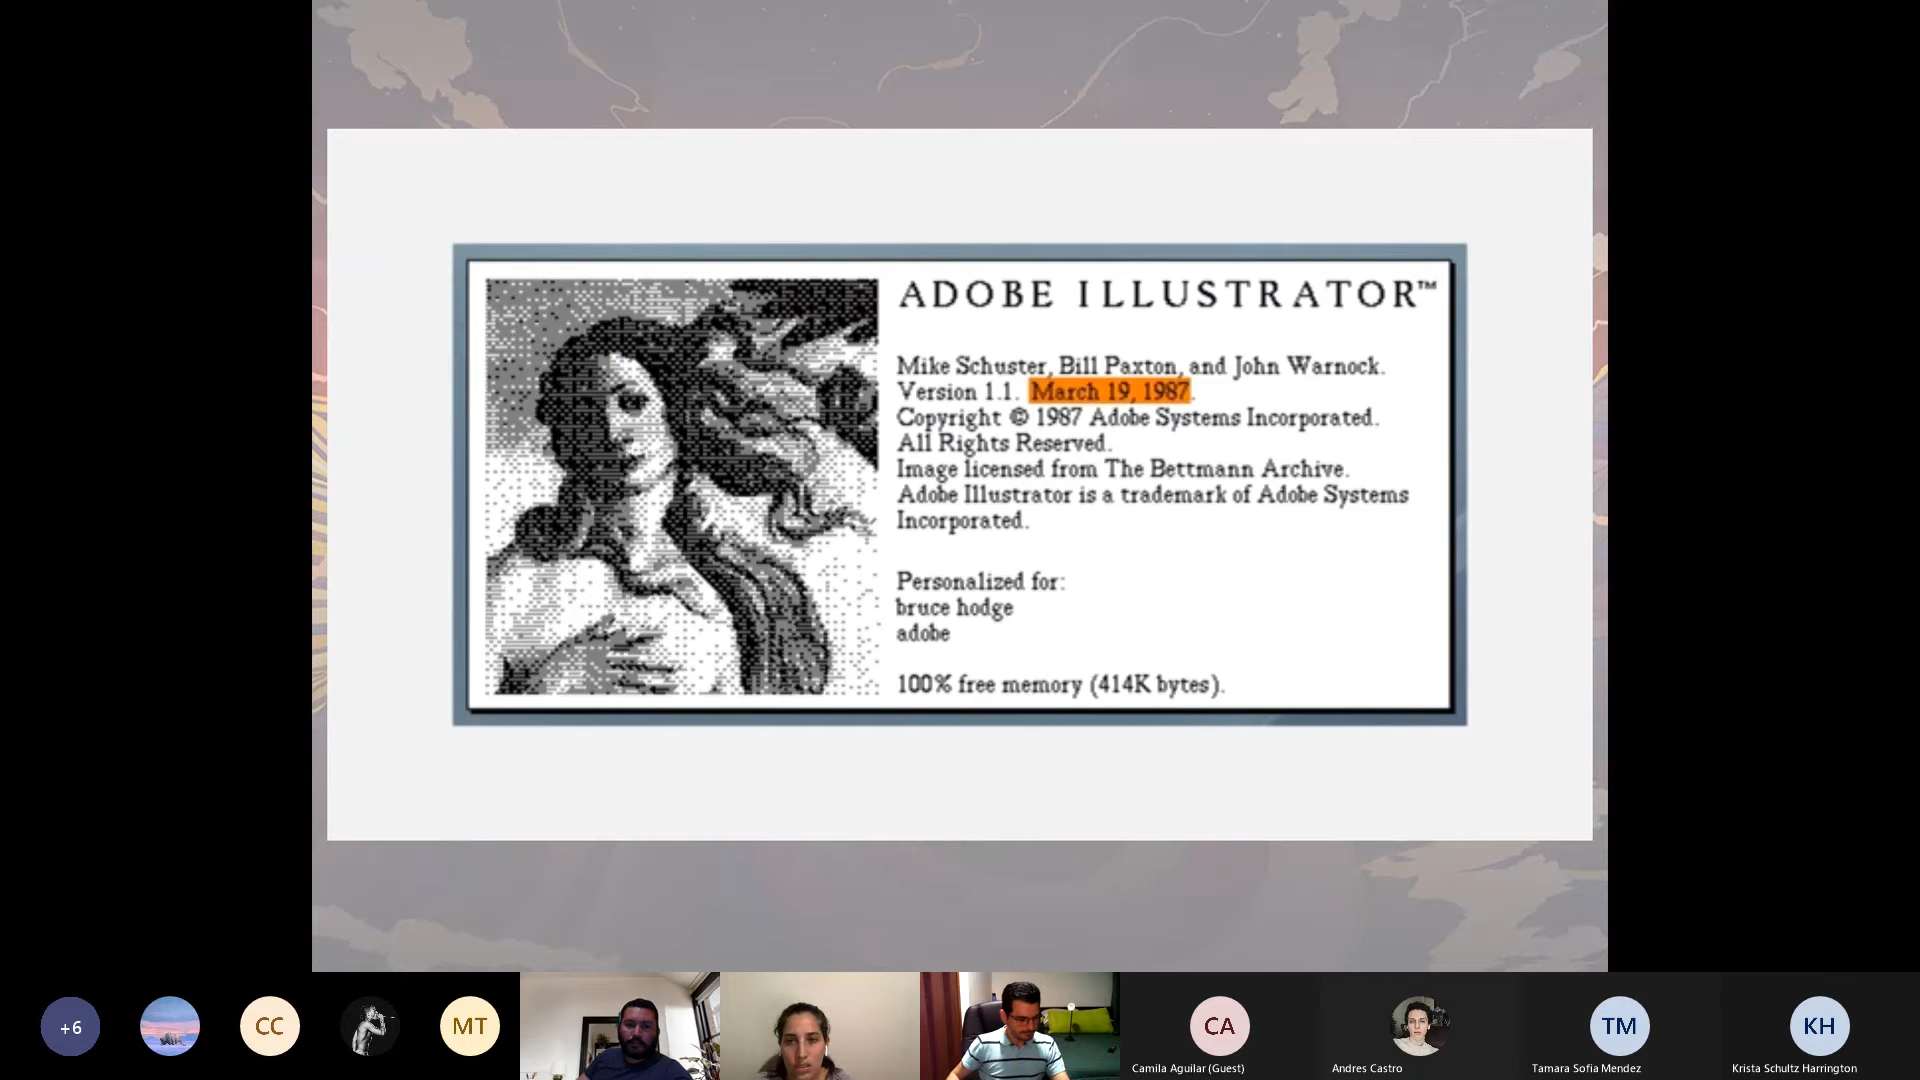 ADOBE ILLUSTRATOR™
Mike Schuster, Bill Paxton, and John Warnock.
Version 1.1. March 19, 1987.
Copyright © 1987 Adobe Systems Incorporated.
All Rights Reserved.
Image licensed from The Bettmann Archive.
Adobe Illustrator is a trademark of Adobe Systems
Incorporated.
Personalized for:
bruce hodge
adobe
100% free memory (414K bytes).
+6
CC
MT
CA
TM
KH
Camila Aguilar (Guest)
Andres Castro
Tamara Sofia Mendez
Krista Schultz Harrington